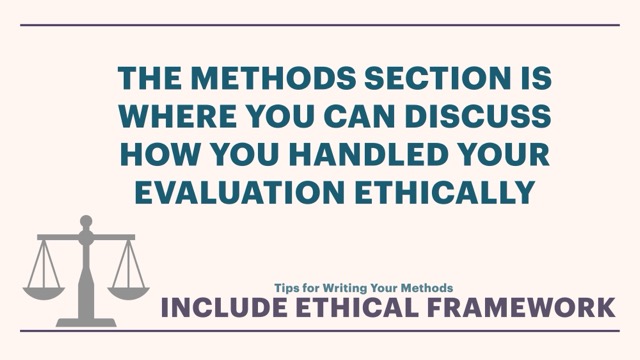 THE METHODS SECTION IS
WHERE YOU CAN DISCUSS
HOW YOU HANDLED YOUR
EVALUATION ETHICALLY
Tips for Writing Your Methods
INCLUDE ETHICAL FRAMEWORK